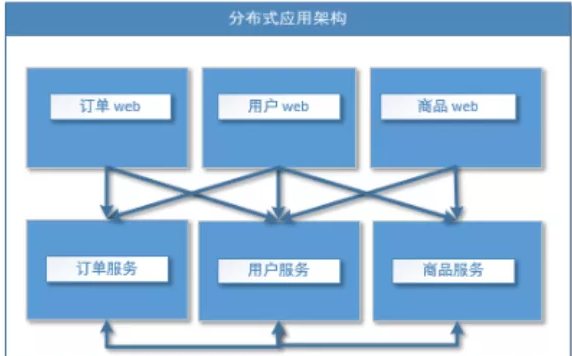 分布式应用架构
订单 web
用户 web
商品 web
订单服务
用户服务
商品服务